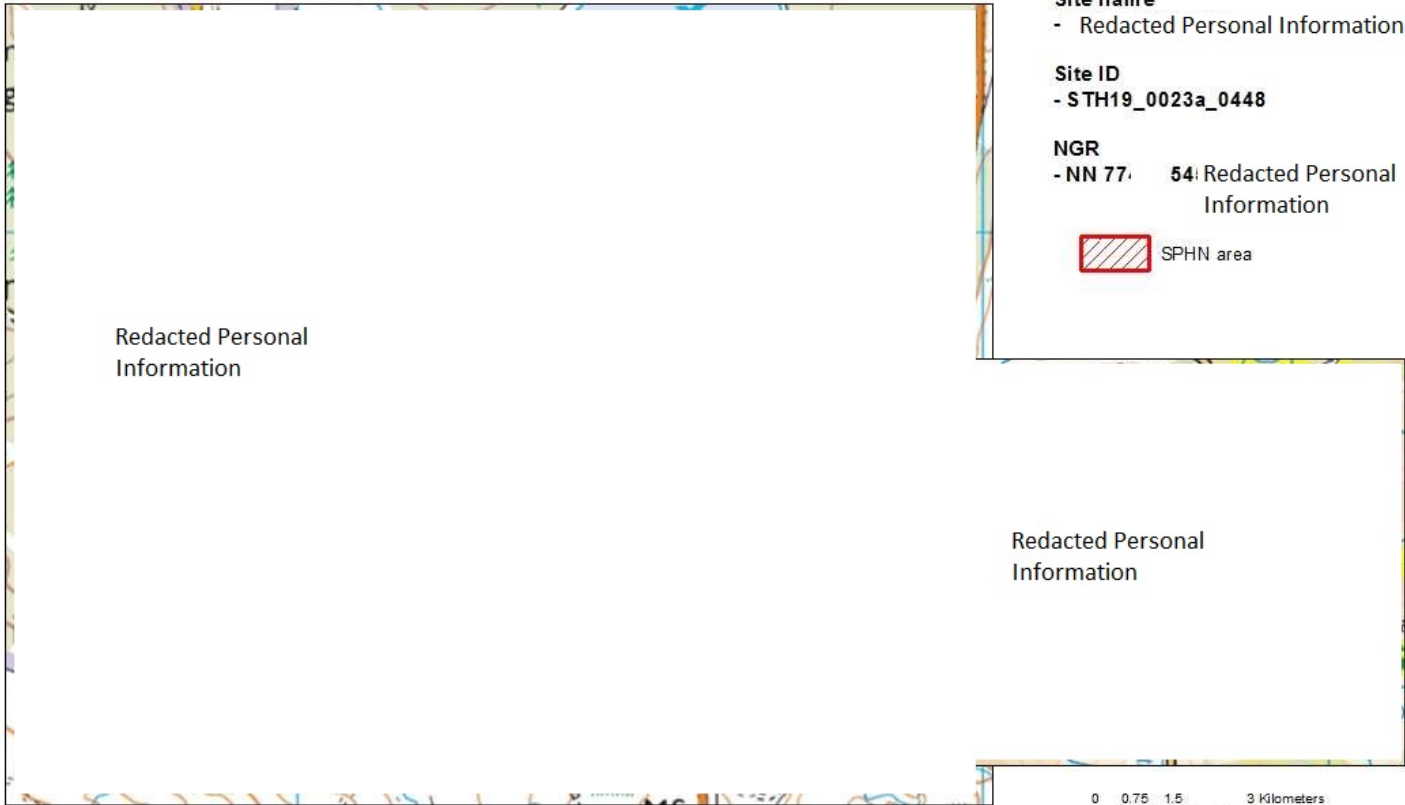 Site name
- Redacted Personal Information
Site ID
- STH19_0023a_0448
NGR
- NN 77 54 Redacted Personal
Information
SPHN area
Redacted Personal
Information
Redacted Personal
Information
0 0.75 1.5 3 Kilometers